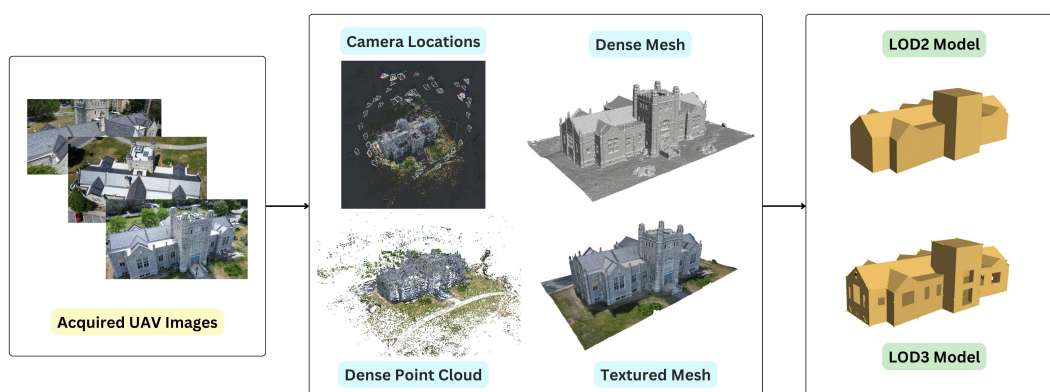 Camera Locations
Dense Mesh
LOD2 Model
Acquired UAV Images
Dense Point Cloud
Textured Mesh
LOD3 Model